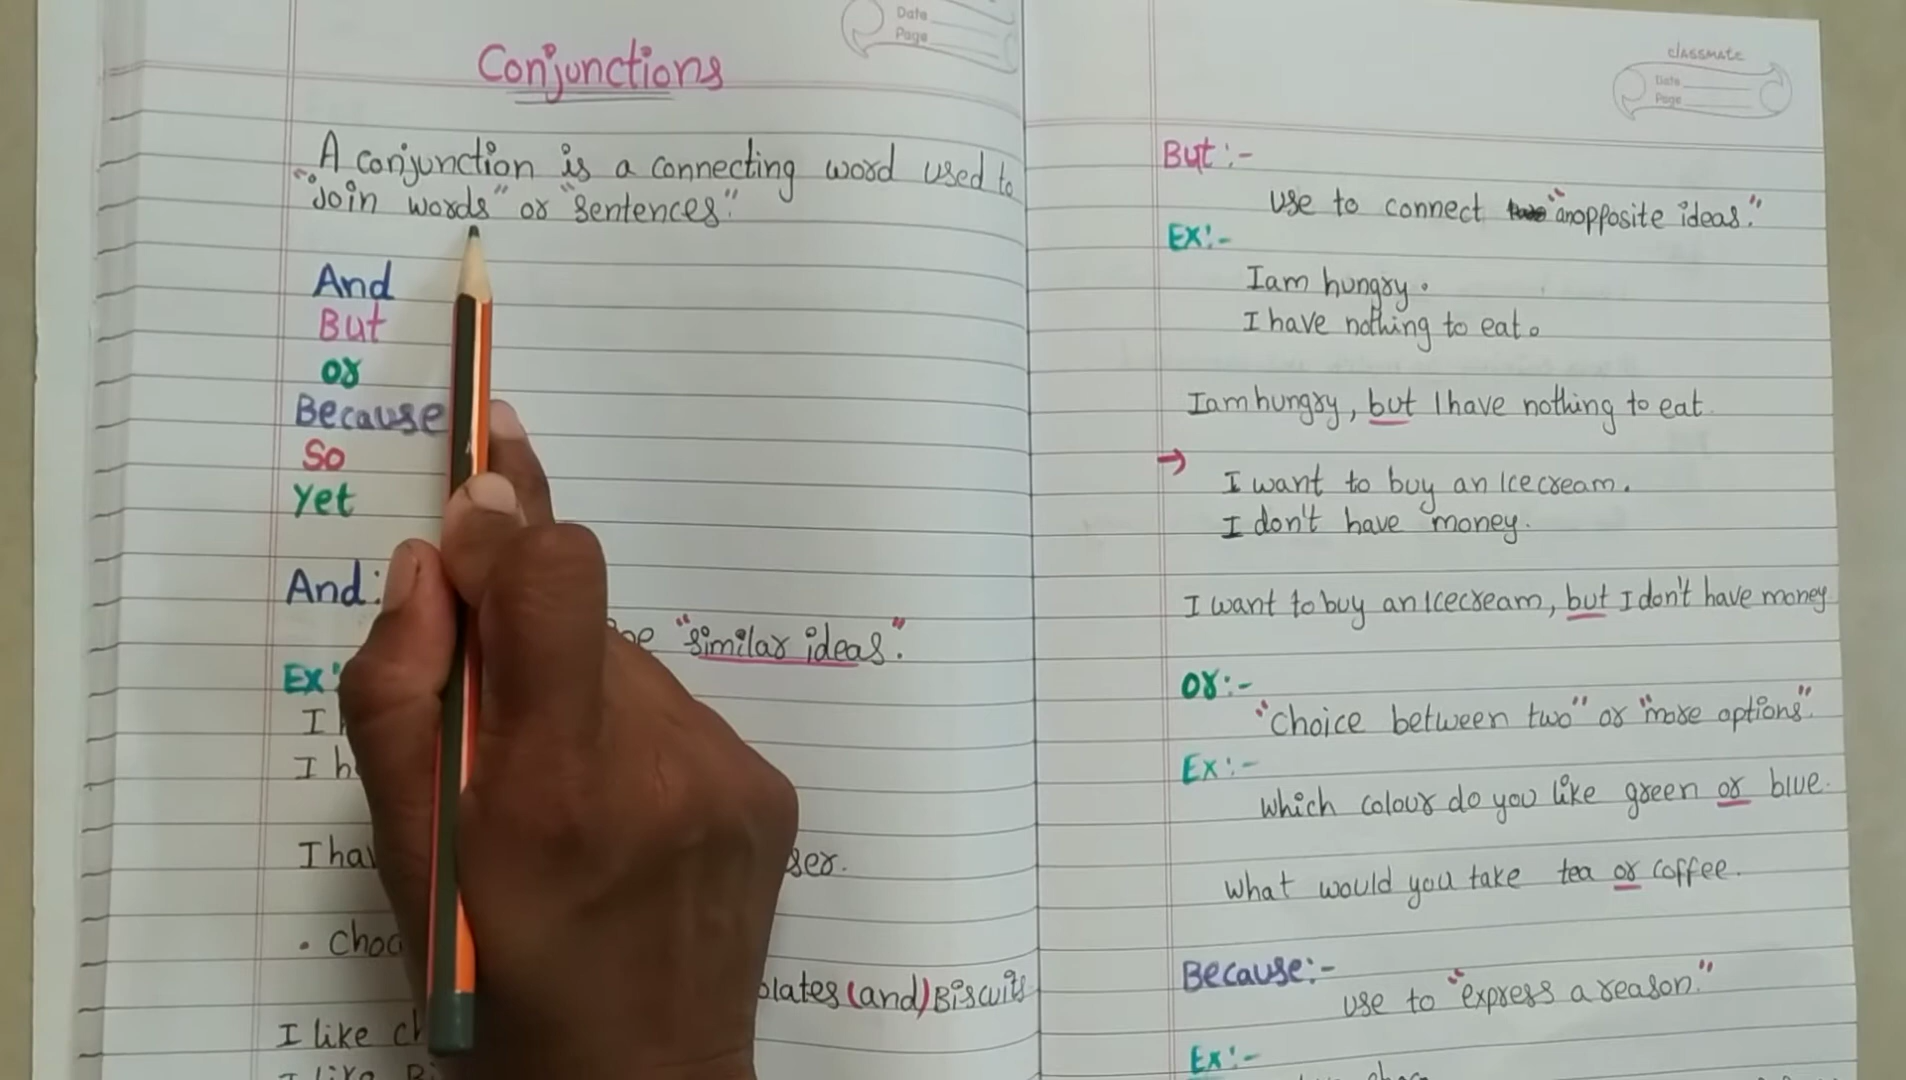 Date
Page
Conjunctions
A conjunction is a connecting word used to
"Join words" or "sentences."
And
But
or
Because
So
Yet
And:
"similar ideas."
Ex:
I
I h
I hav
ser.
• choc
olates (and) Biscuits
I like ch
I like Bi
classmate
Date
Page
But :-
use to connect "an opposite ideas."
Ex:-
I am hungry.
I have nothing to eat.
I am hungry, but I have nothing to eat
→ I want to buy an Icecream.
I don't have money.
I want to buy an Icecream, but I don't have money
or:-
"choice between two" or "more options".
Ex:-
which colour do you like green or blue.
what would you take tea or coffee.
Because:-
use to "express a reason."
Ex:-